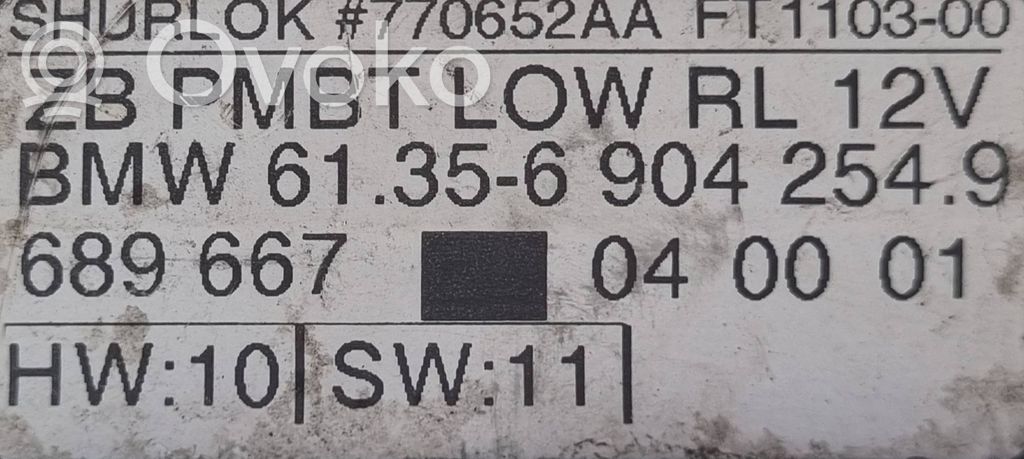 SHURLOK #770652AA FT1103-00
Ovoko
ZB PMBT LOW RL 12V
BMW 61.35-6 904 254.9
689 667 04 00 01
HW:10 SW:11